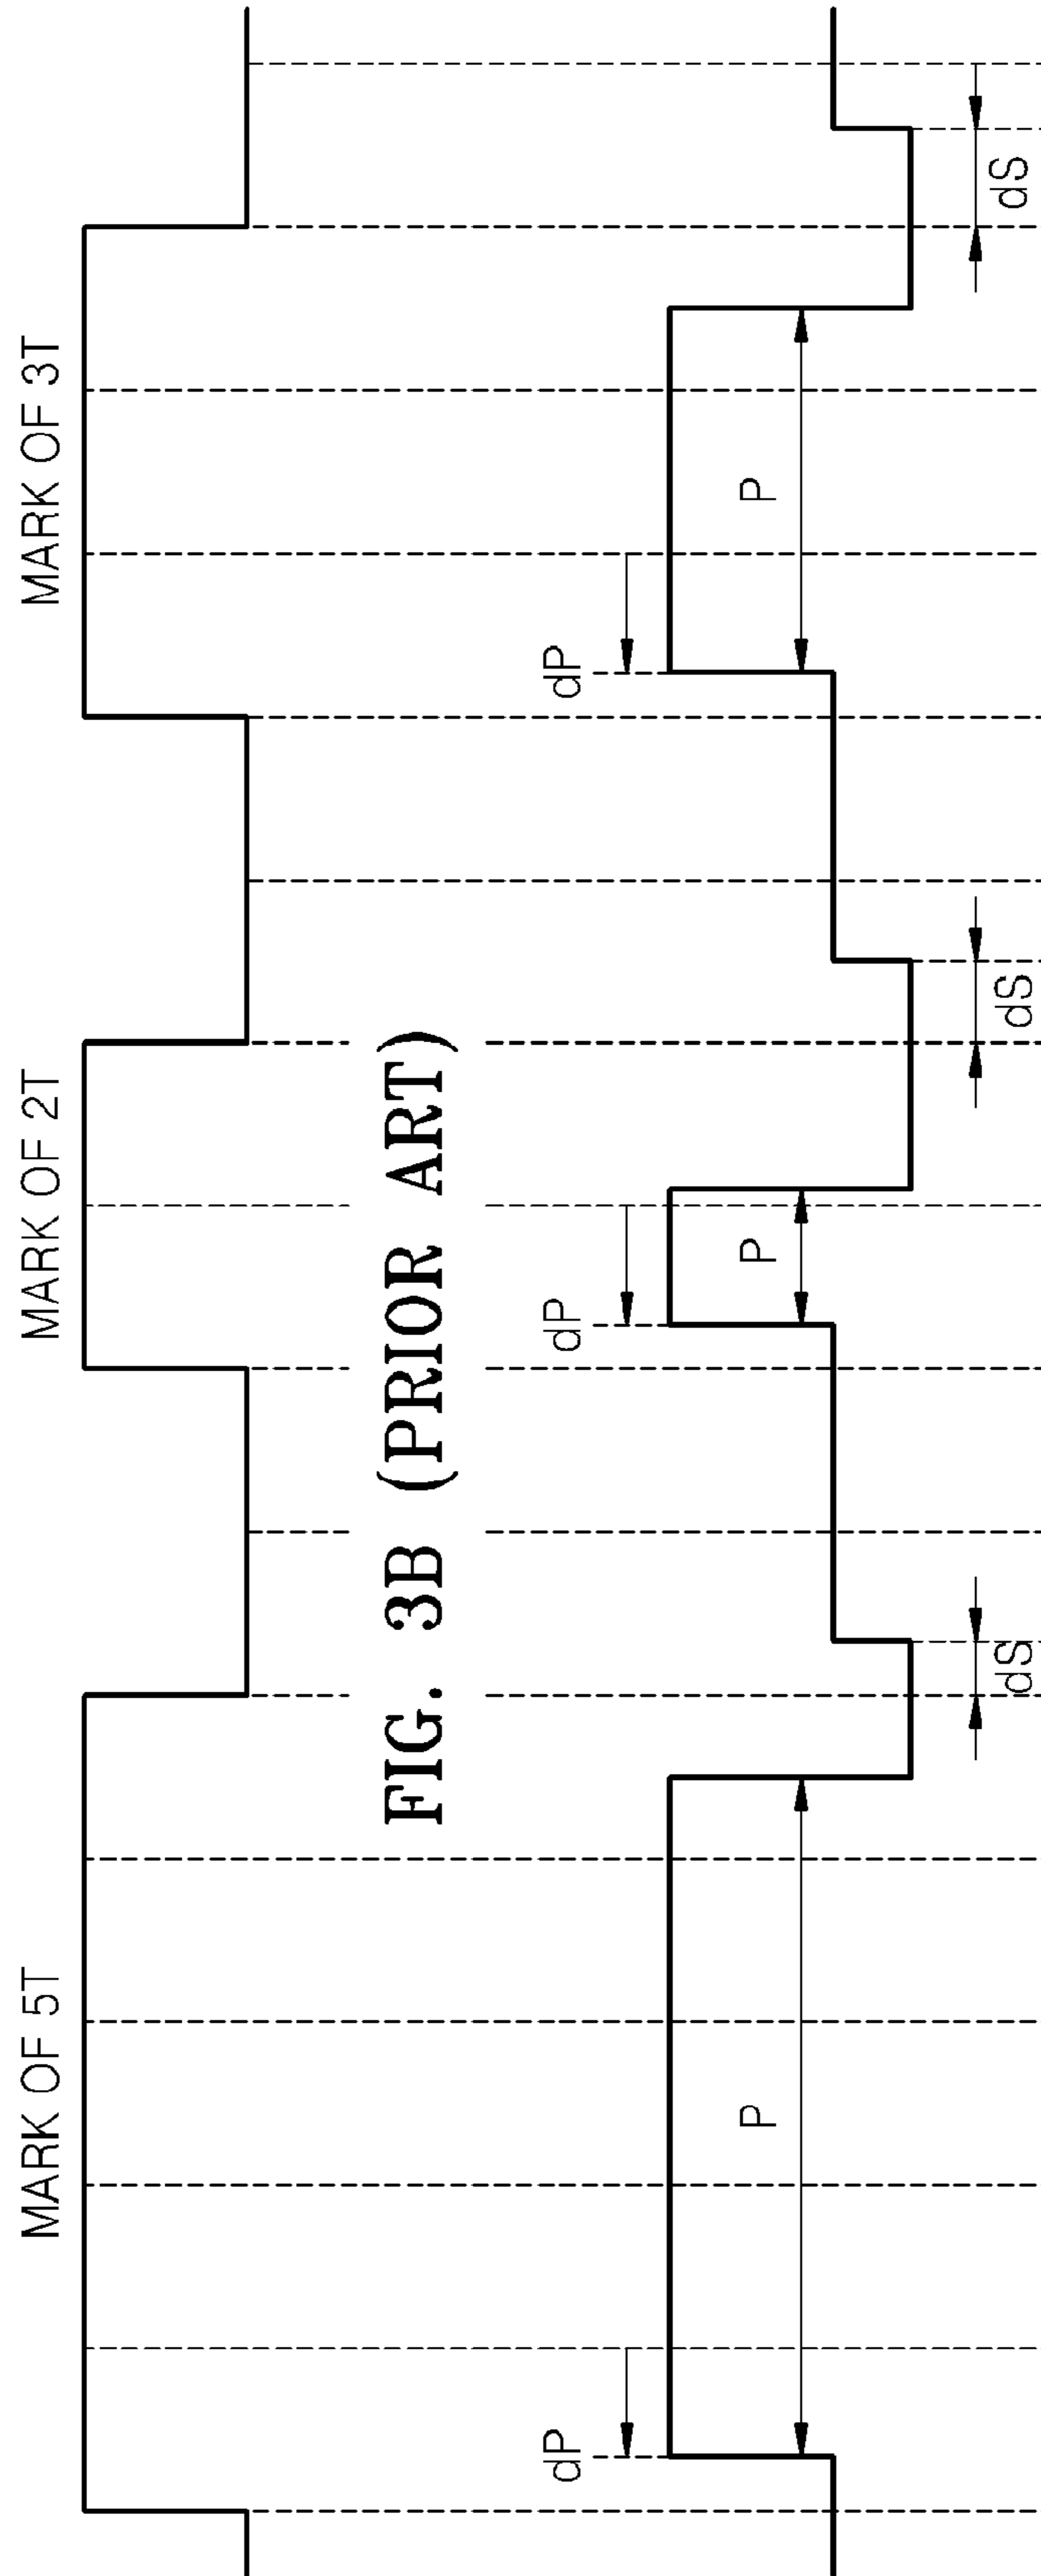 MARK OF 5T
MARK OF 2T
MARK OF 3T
FIG. 3B (PRIOR ART)
dP
dP
dP
P
P
P
dS
dS
dS